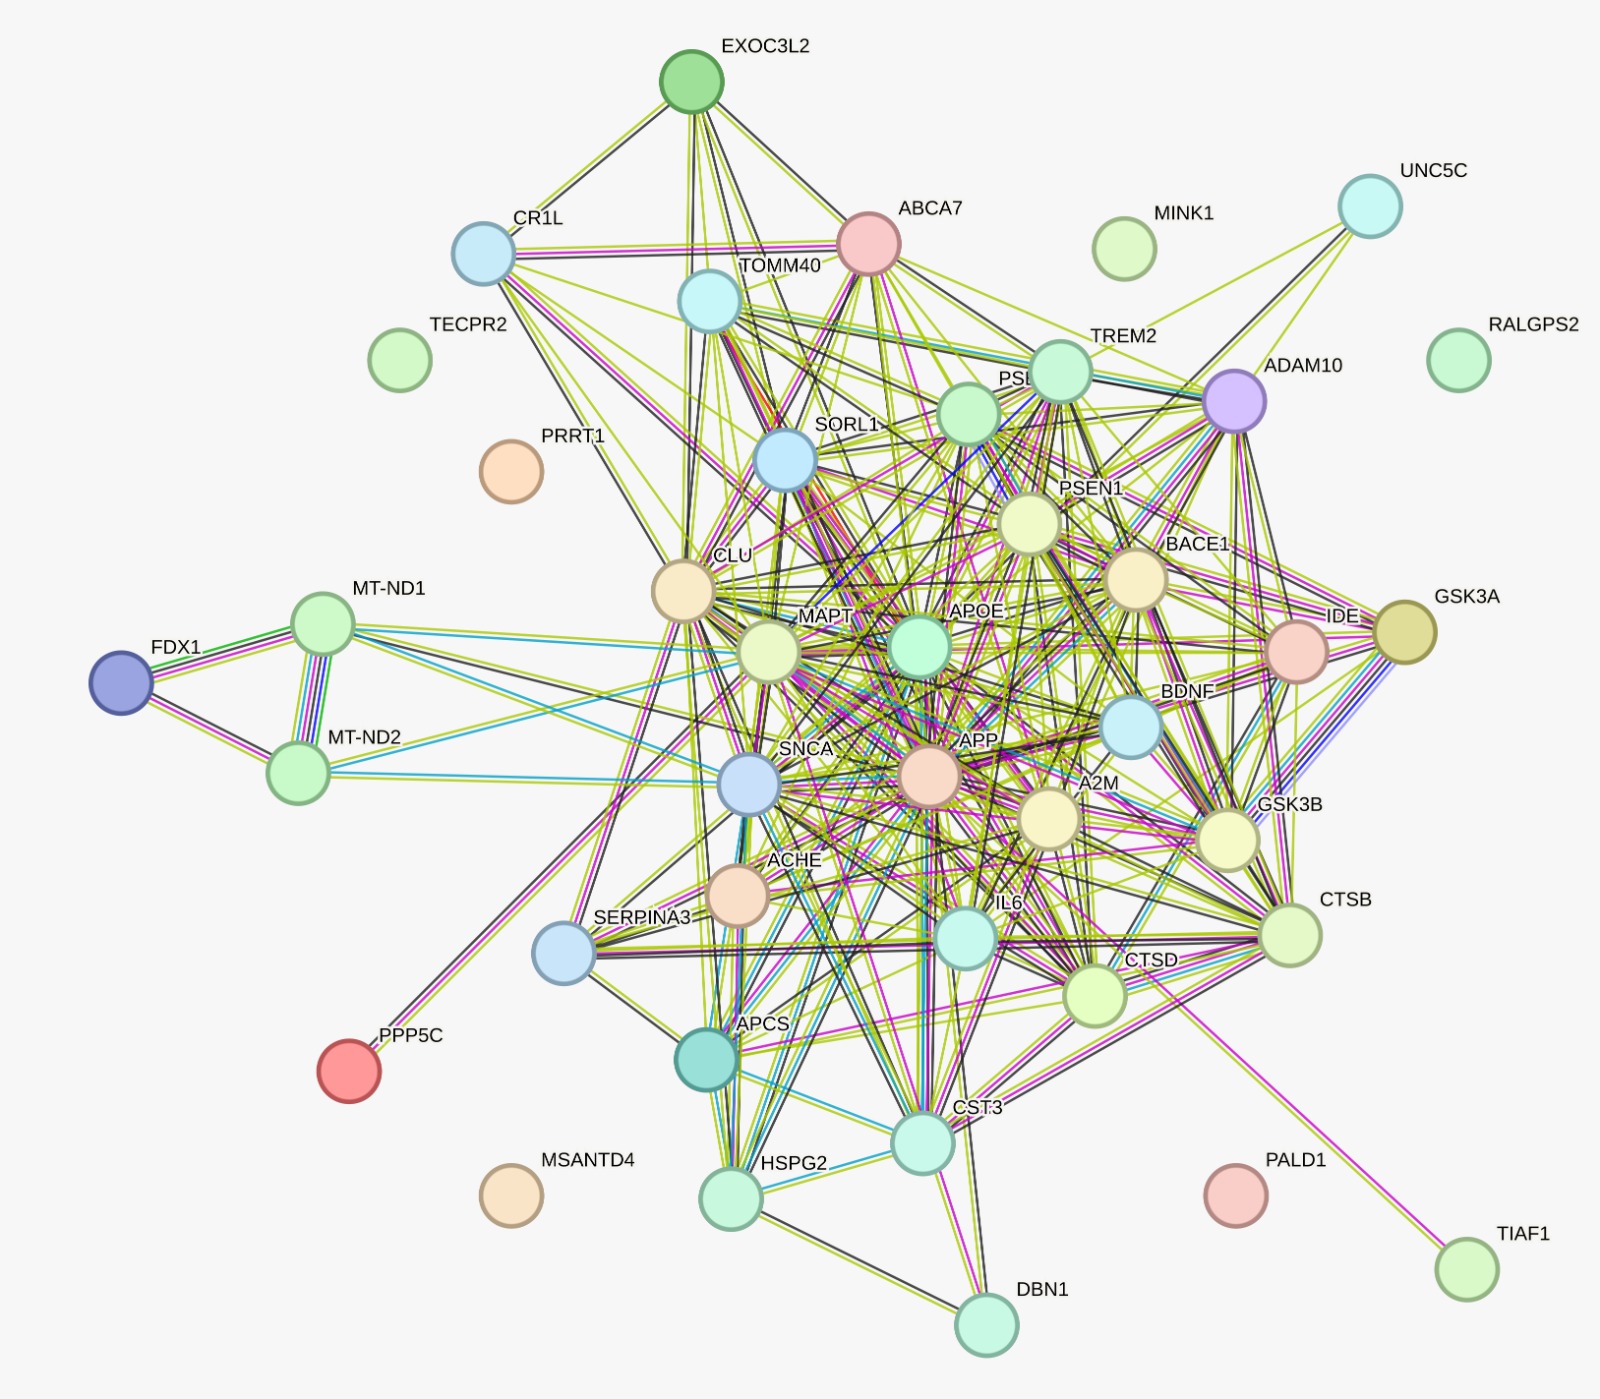 EXOC3L2
UNC5C
MINK1
ABCA7
CR1L
TOMM40
TECPR2
RALGPS2
TREM2
ADAM10
PSE
SORL1
PRRT1
PSEN1
BACE1
CLU
MT-ND1
GSK3A
APOE
MAPT
IDE
FDX1
BDNF
MT-ND2
APP
SNCA
A2M
GSK3B
ACHE
IL6
CTSB
SERPINA3
CTSD
APCS
PPP5C
CST3
MSANTD4
HSPG2
PALD1
TIAF1
DBN1